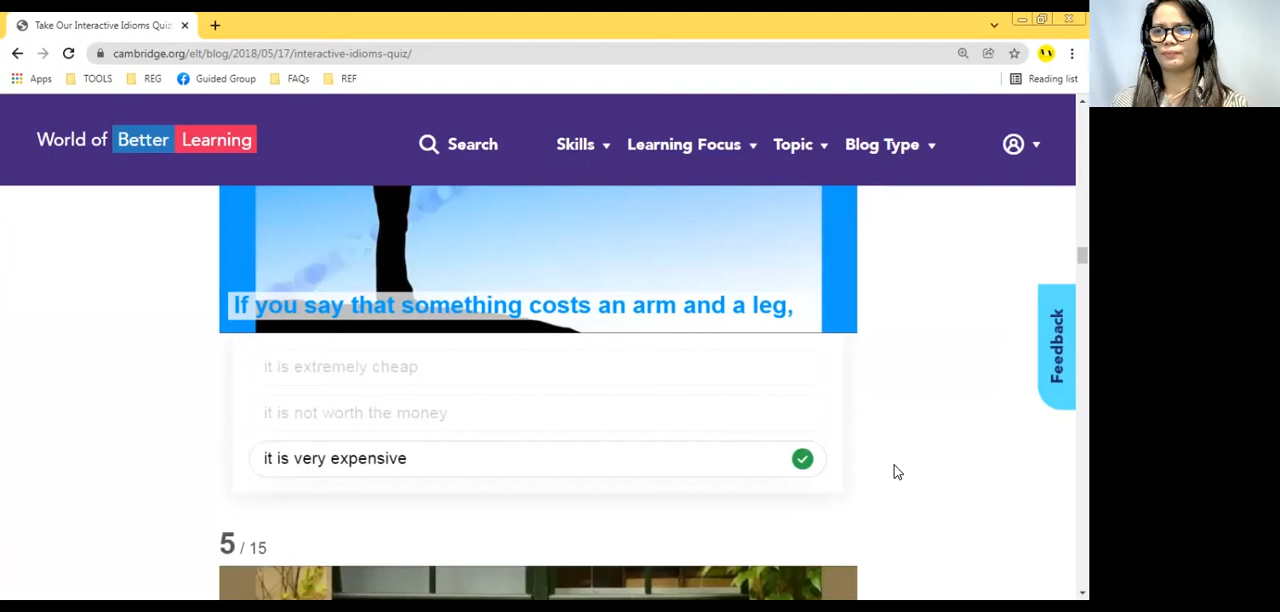 Take Our Interactive Idioms Quiz
cambridge.org/elt/blog/2018/05/17/interactive-idioms-quiz/
Apps TOOLS REG Guided Group FAQs REF Reading list
World of Better Learning Search Skills Learning Focus Topic Blog Type
If you say that something costs an arm and a leg,
it is extremely cheap
it is not worth the money
it is very expensive
Feedback
5 / 15